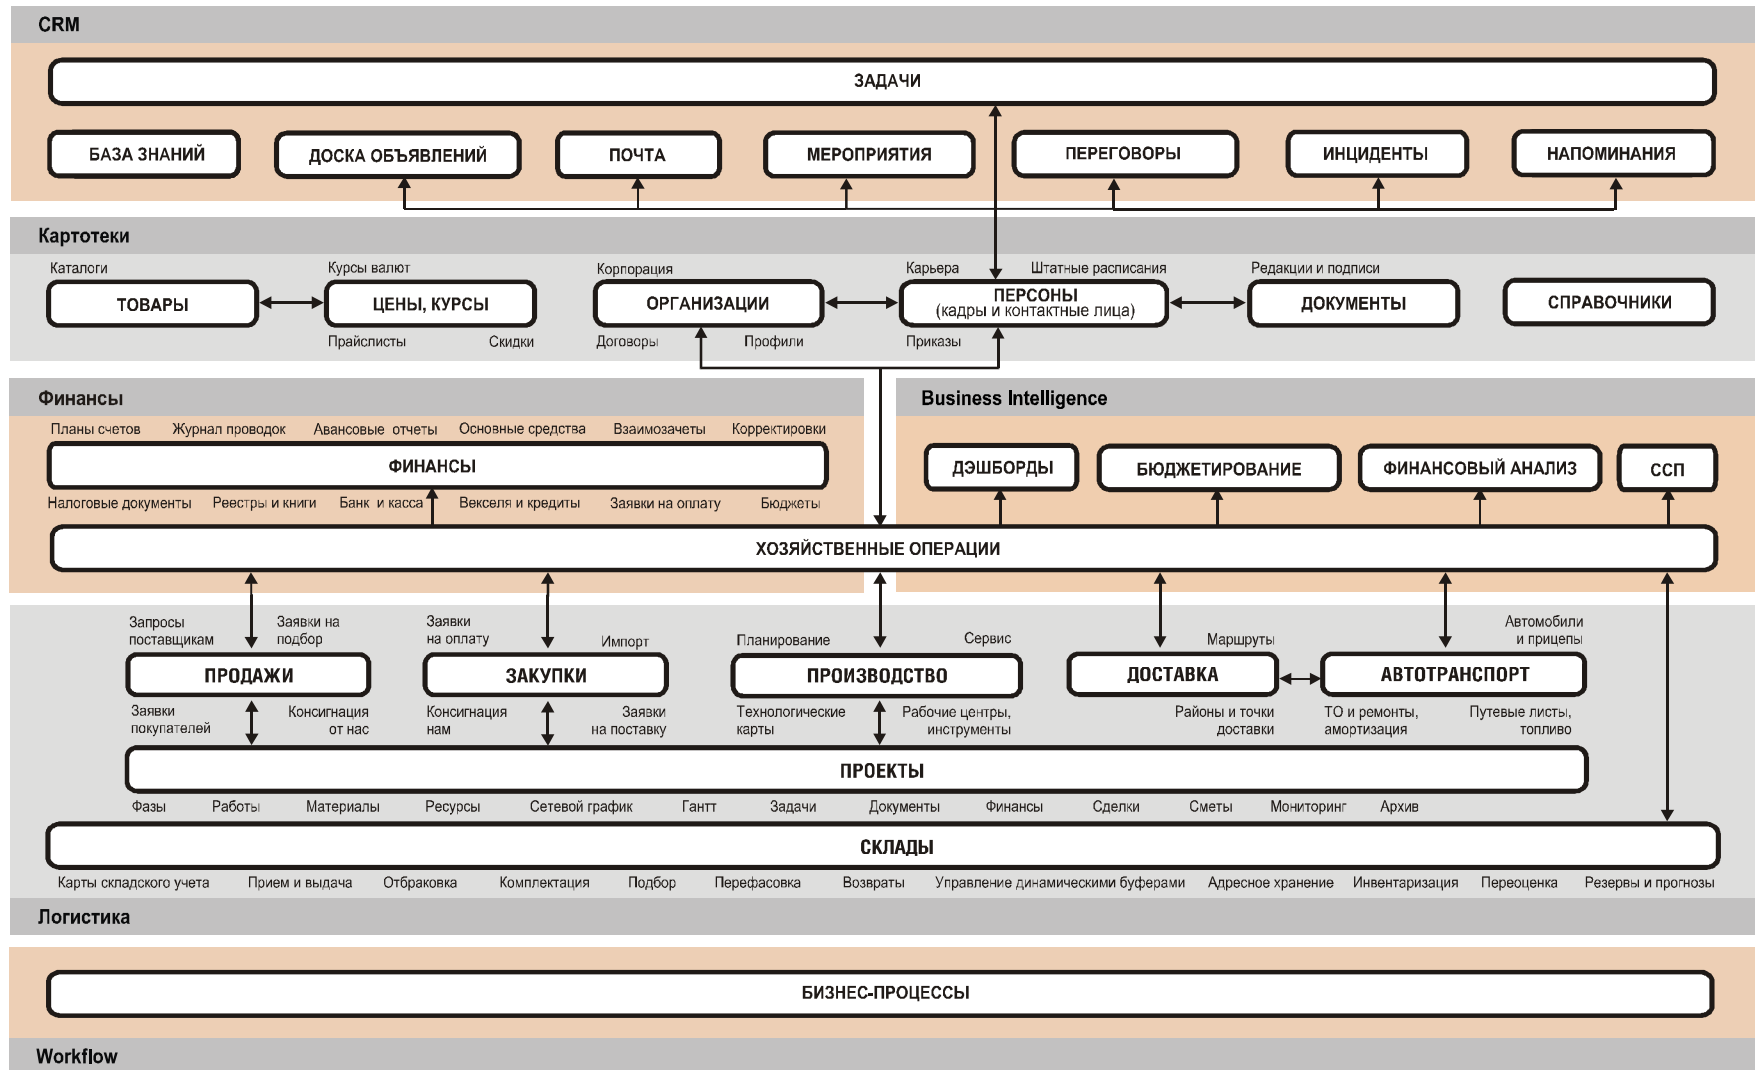 CRM
ЗАДАЧИ
БАЗА ЗНАНИЙ
ДОСКА ОБЪЯВЛЕНИЙ
ПОЧТА
МЕРОПРИЯТИЯ
ПЕРЕГОВОРЫ
ИНЦИДЕНТЫ
НАПОМИНАНИЯ
Картотеки
Каталоги
Курсы валют
Корпорация
Карьера
Штатные расписания
Редакции и подписи
ТОВАРЫ
ЦЕНЫ, КУРСЫ
ОРГАНИЗАЦИИ
ПЕРСОНЫ
(кадры и контактные лица)
ДОКУМЕНТЫ
СПРАВОЧНИКИ
Прайслисты
Скидки
Договоры
Профили
Приказы
Финансы
Business Intelligence
Планы счетов
Журнал проводок
Авансовые отчеты
Основные средства
Взаимозачеты
Корректировки
ФИНАНСЫ
ДЭШБОРДЫ
БЮДЖЕТИРОВАНИЕ
ФИНАНСОВЫЙ АНАЛИЗ
ССП
Налоговые документы
Реестры и книги
Банк и касса
Векселя и кредиты
Заявки на оплату
Бюджеты
ХОЗЯЙСТВЕННЫЕ ОПЕРАЦИИ
Запросы
поставщикам
Заявки на
подбор
Заявки
на оплату
Импорт
Планирование
Сервис
Маршруты
Автомобили
и прицепы
ПРОДАЖИ
ЗАКУПКИ
ПРОИЗВОДСТВО
ДОСТАВКА
АВТОТРАНСПОРТ
Заявки
покупателей
Консигнация
от нас
Консигнация
нам
Заявки
на поставку
Технологические
карты
Рабочие центры,
инструменты
Районы и точки
доставки
ТО и ремонты,
амортизация
Путевые листы,
топливо
ПРОЕКТЫ
Фазы
Работы
Материалы
Ресурсы
Сетевой график
Гантт
Задачи
Документы
Финансы
Сделки
Сметы
Мониторинг
Архив
СКЛАДЫ
Карты складского учета
Прием и выдача
Отбраковка
Комплектация
Подбор
Перефасовка
Возвраты
Управление динамическими буферами
Адресное хранение
Инвентаризация
Переоценка
Резервы и прогнозы
Логистика
БИЗНЕС-ПРОЦЕССЫ
Workflow